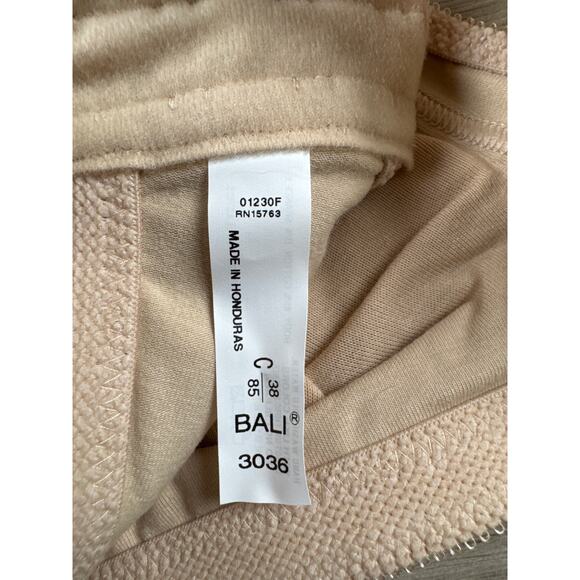 01230F
RN15763
MADE IN HONDURAS
C 38
85
BALI®
3036